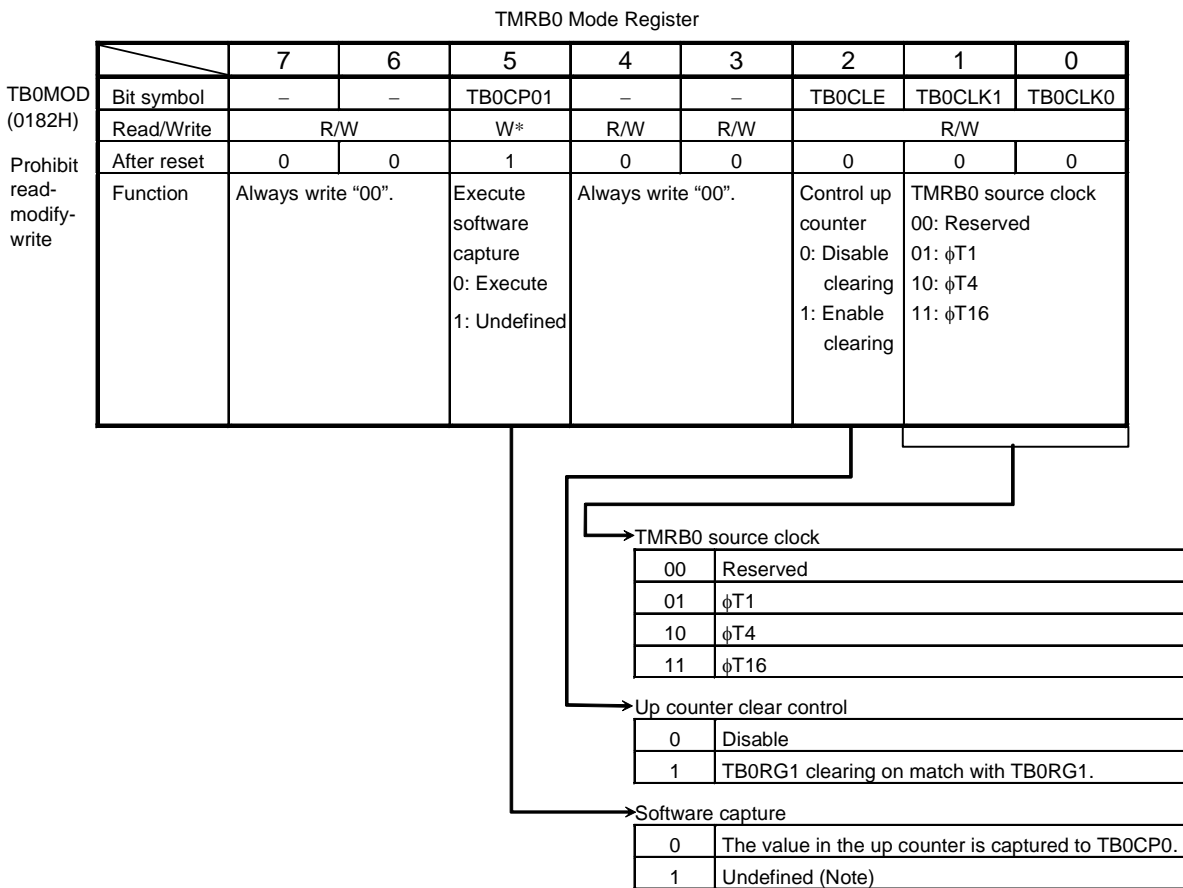 TMRB0 Mode Register
7 6 5 4 3 2 1 0
TB0MOD
(0182H)
Prohibit
read-
modify-
write
Bit symbol – – TB0CP01 – – TB0CLE TB0CLK1 TB0CLK0
Read/Write R/W W* R/W R/W R/W
After reset 0 0 1 0 0 0 0 0
Function
Always write “00”.
Execute
software
capture
0: Execute
1: Undefined
Always write “00”.
Control up
counter
0: Disable
clearing
1: Enable
clearing
TMRB0 source clock
00: Reserved
01: ϕT1
10: ϕT4
11: ϕT16
TMRB0 source clock
00 Reserved
01 ϕT1
10 ϕT4
11 ϕT16
Up counter clear control
0 Disable
1 TB0RG1 clearing on match with TB0RG1.
Software capture
0 The value in the up counter is captured to TB0CP0.
1 Undefined (Note)